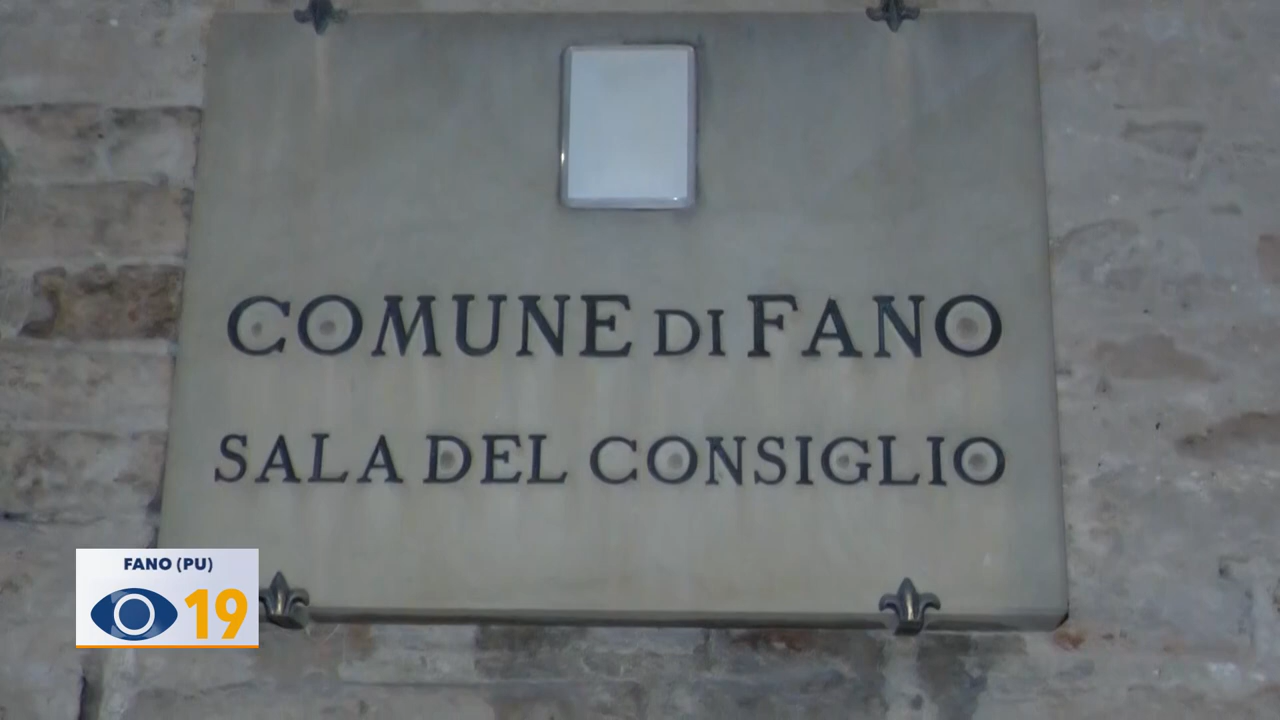 COMUNE DI FANO
SALA DEL CONSIGLIO
FANO (PU)
19